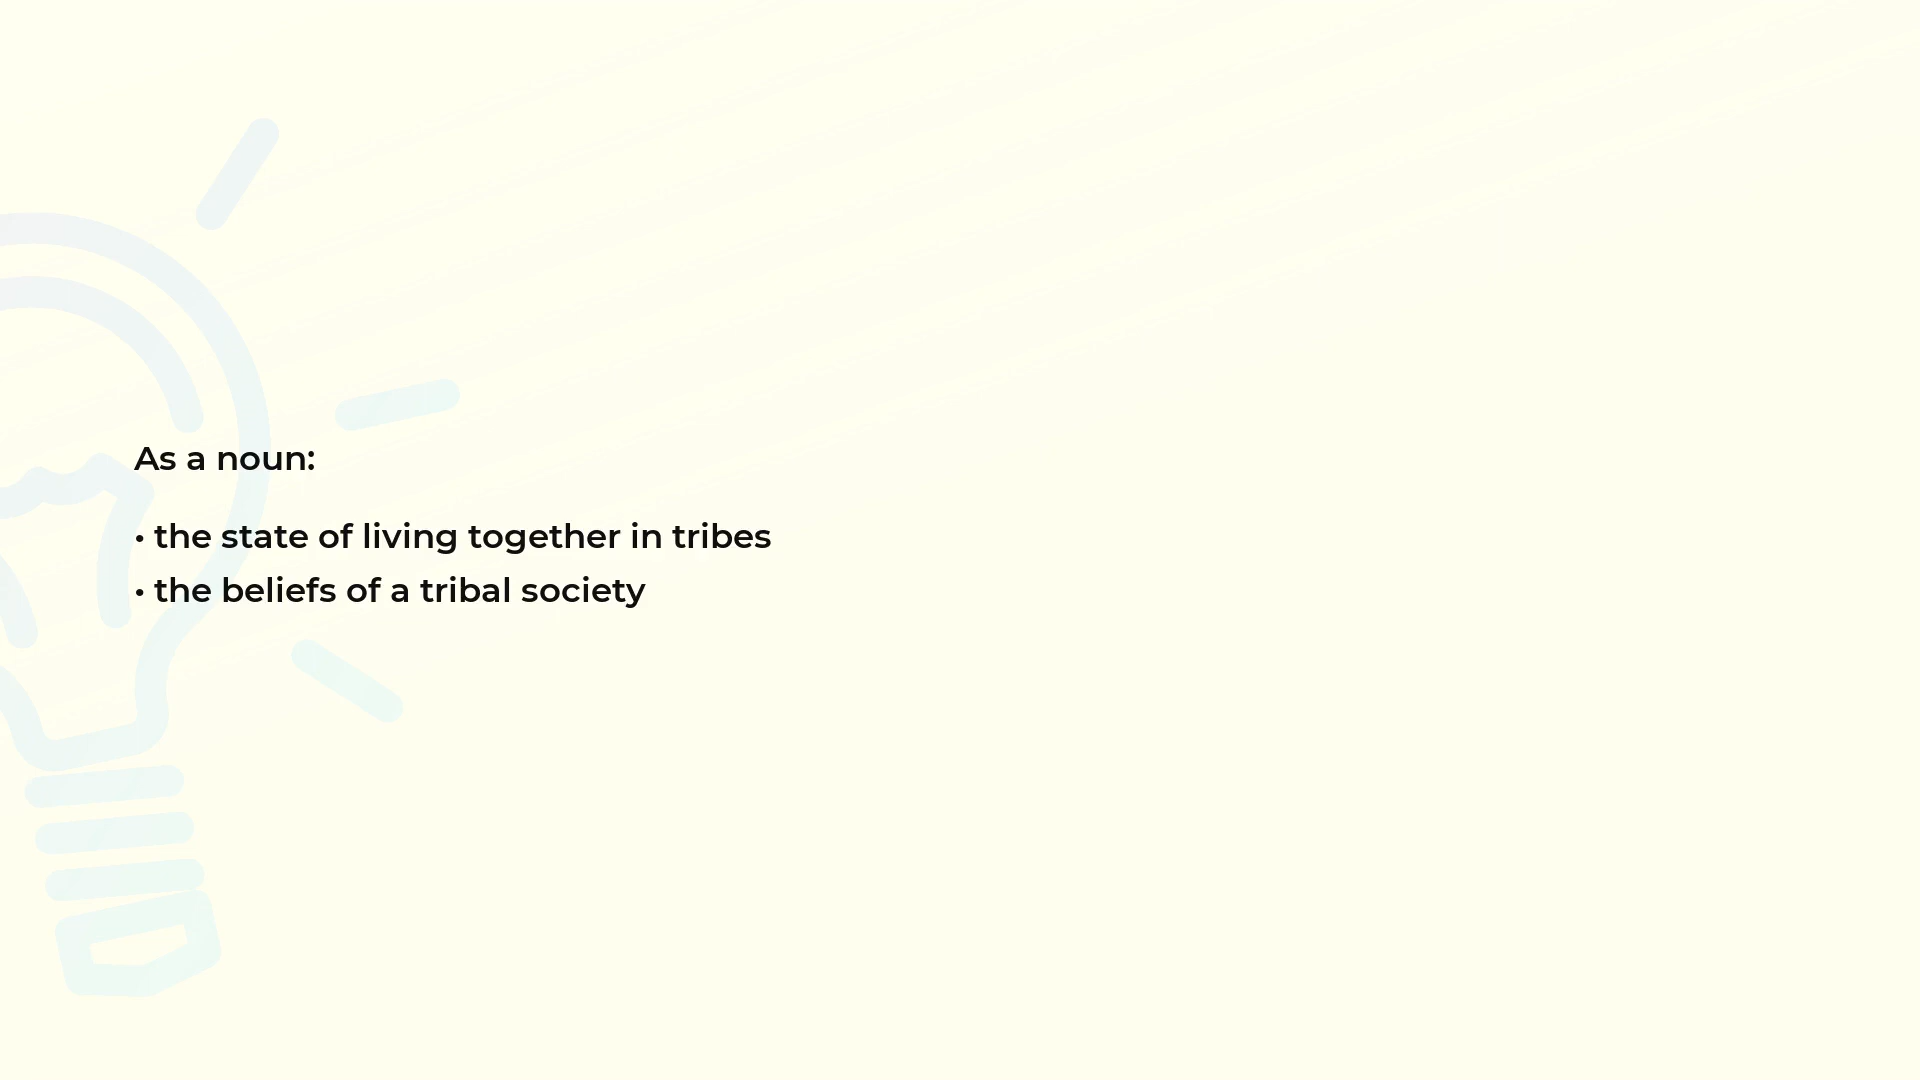 As a noun:
• the state of living together in tribes
• the beliefs of a tribal society